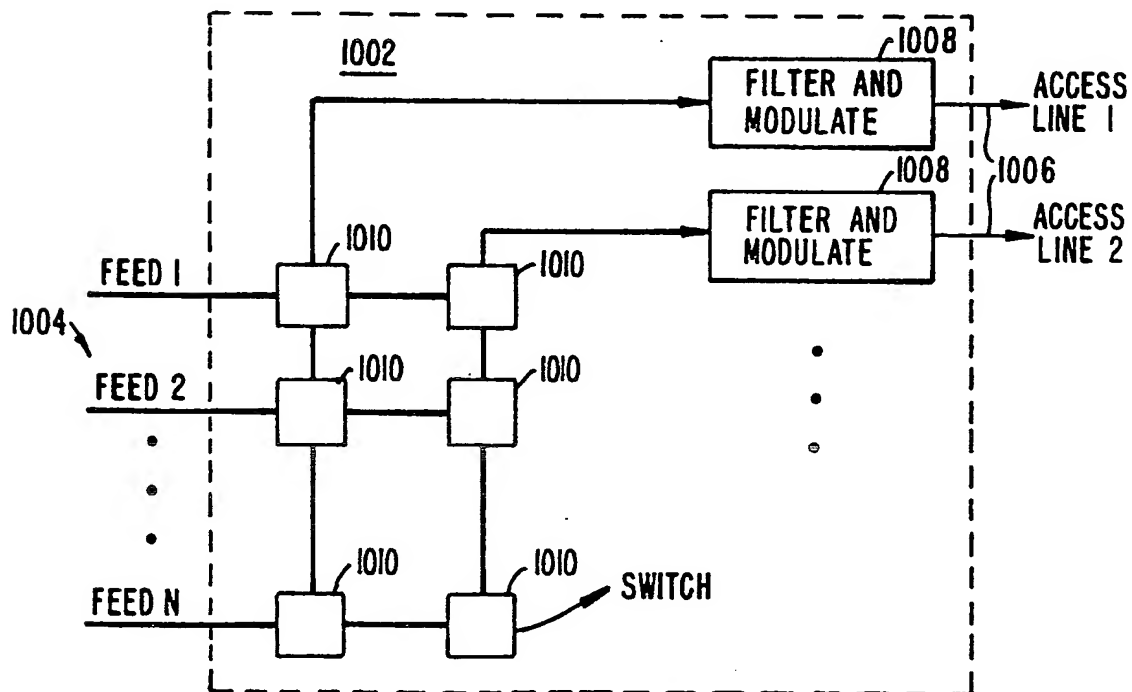 1002
1008
FILTER AND
MODULATE
ACCESS
LINE 1
1008
1006
FILTER AND
MODULATE
ACCESS
LINE 2
1010
1010
FEED 1
1004
1010
1010
FEED 2
1010
1010
SWITCH
FEED N